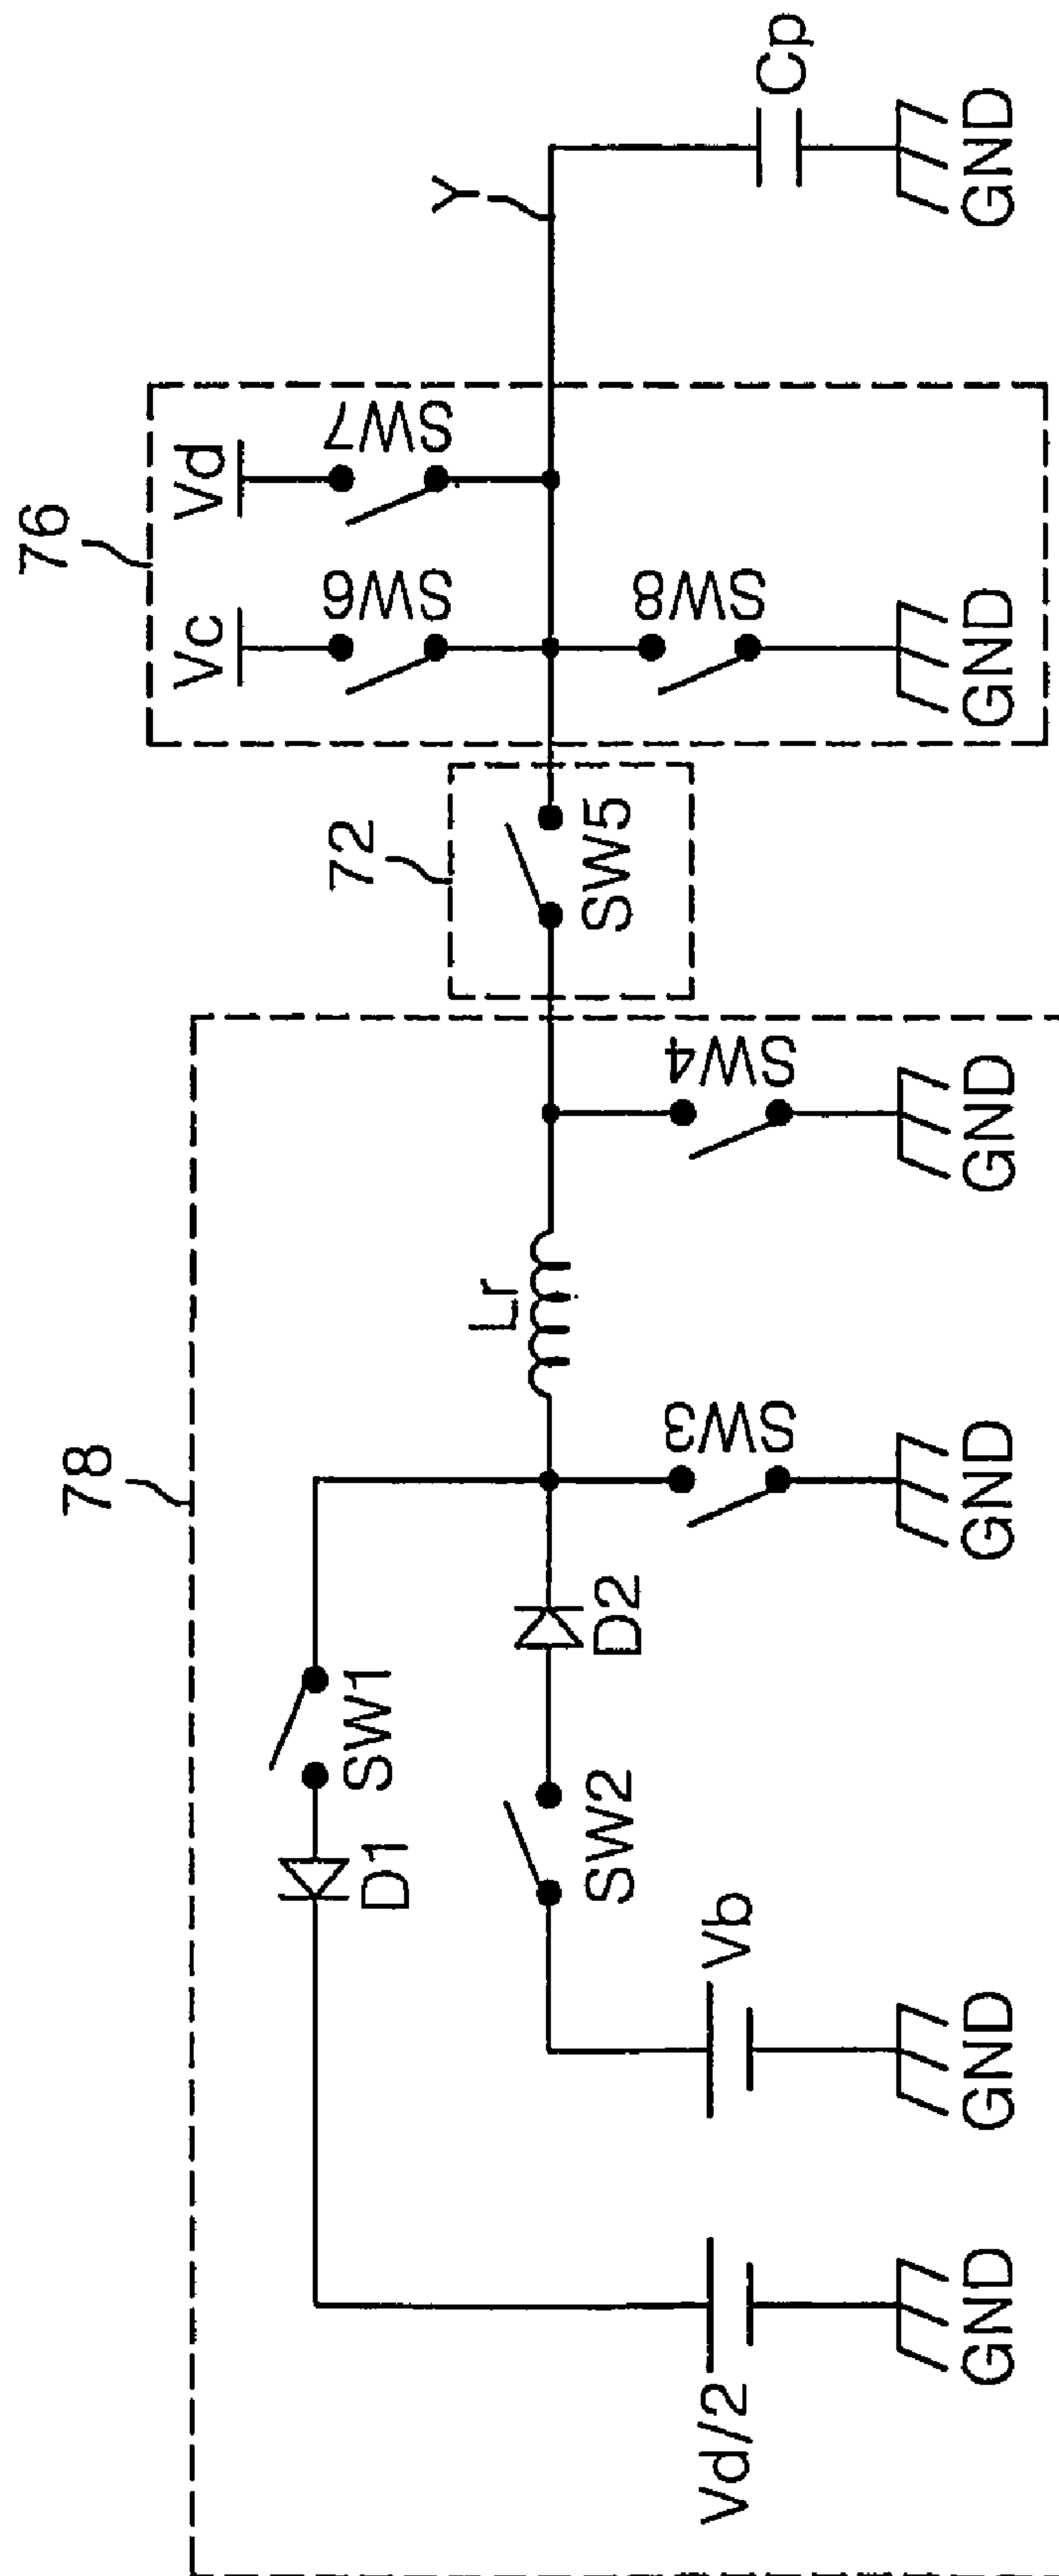 78
72
76
Vc
Vd
SW6
SW7
Y
D1
SW1
Lr
SW5
SW2
D2
SW3
SW4
SW8
Cp
Vd/2
Vb
GND
GND
GND
GND
GND
GND